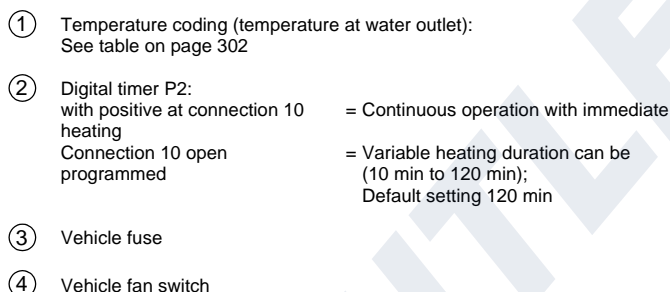 1 Temperature coding (temperature at water outlet):
See table on page 302
2 Digital timer P2:
with positive at connection 10 = Continuous operation with immediate
heating
Connection 10 open = Variable heating duration can be
programmed (10 min to 120 min);
Default setting 120 min
3 Vehicle fuse
4 Vehicle fan switch